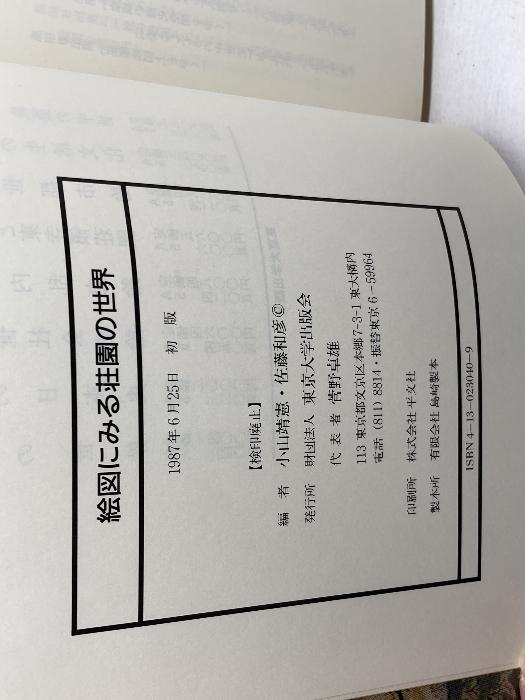 絵図にみる荘園の世界
1987年6月25日 初 版
【検印廃止】
編 者 小山靖憲・佐藤和彦©
発行所 財団法人 東京大学出版会
代 表 者 菅野卓雄
113 東京都文京区本郷7-3-1 東大構内
電話 (811) 8814・振替東京 6-59964
印刷所 株式会社 平文社
製本所 有限会社 島崎製本
ISBN 4-13-023040-9